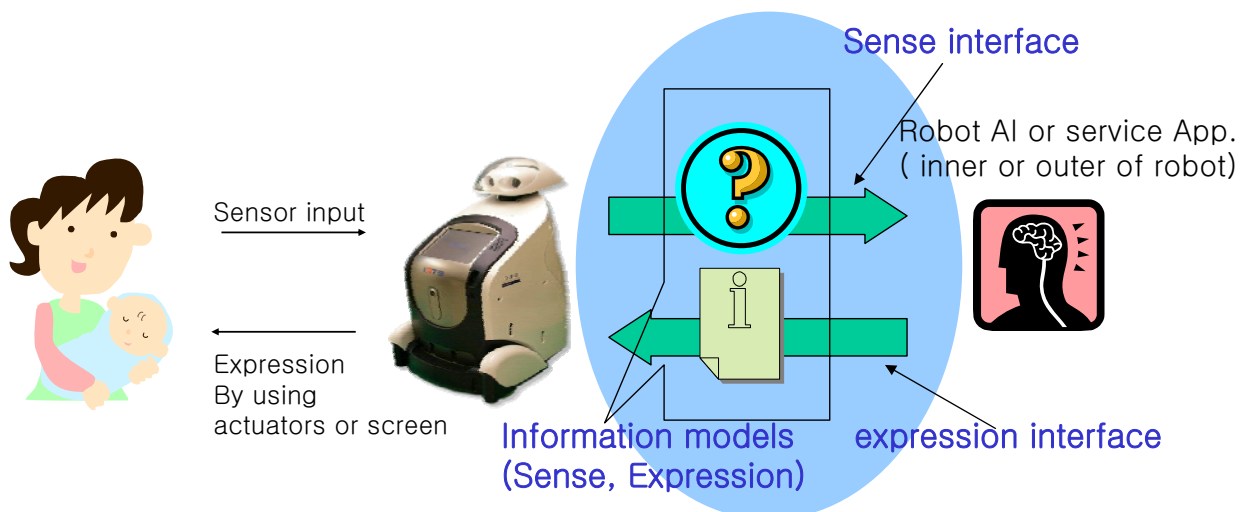 Sense interface
Robot AI or service App.
( inner or outer of robot)
Sensor input
Expression
By using
actuators or screen
Information models
(Sense, Expression)
expression interface
?
i